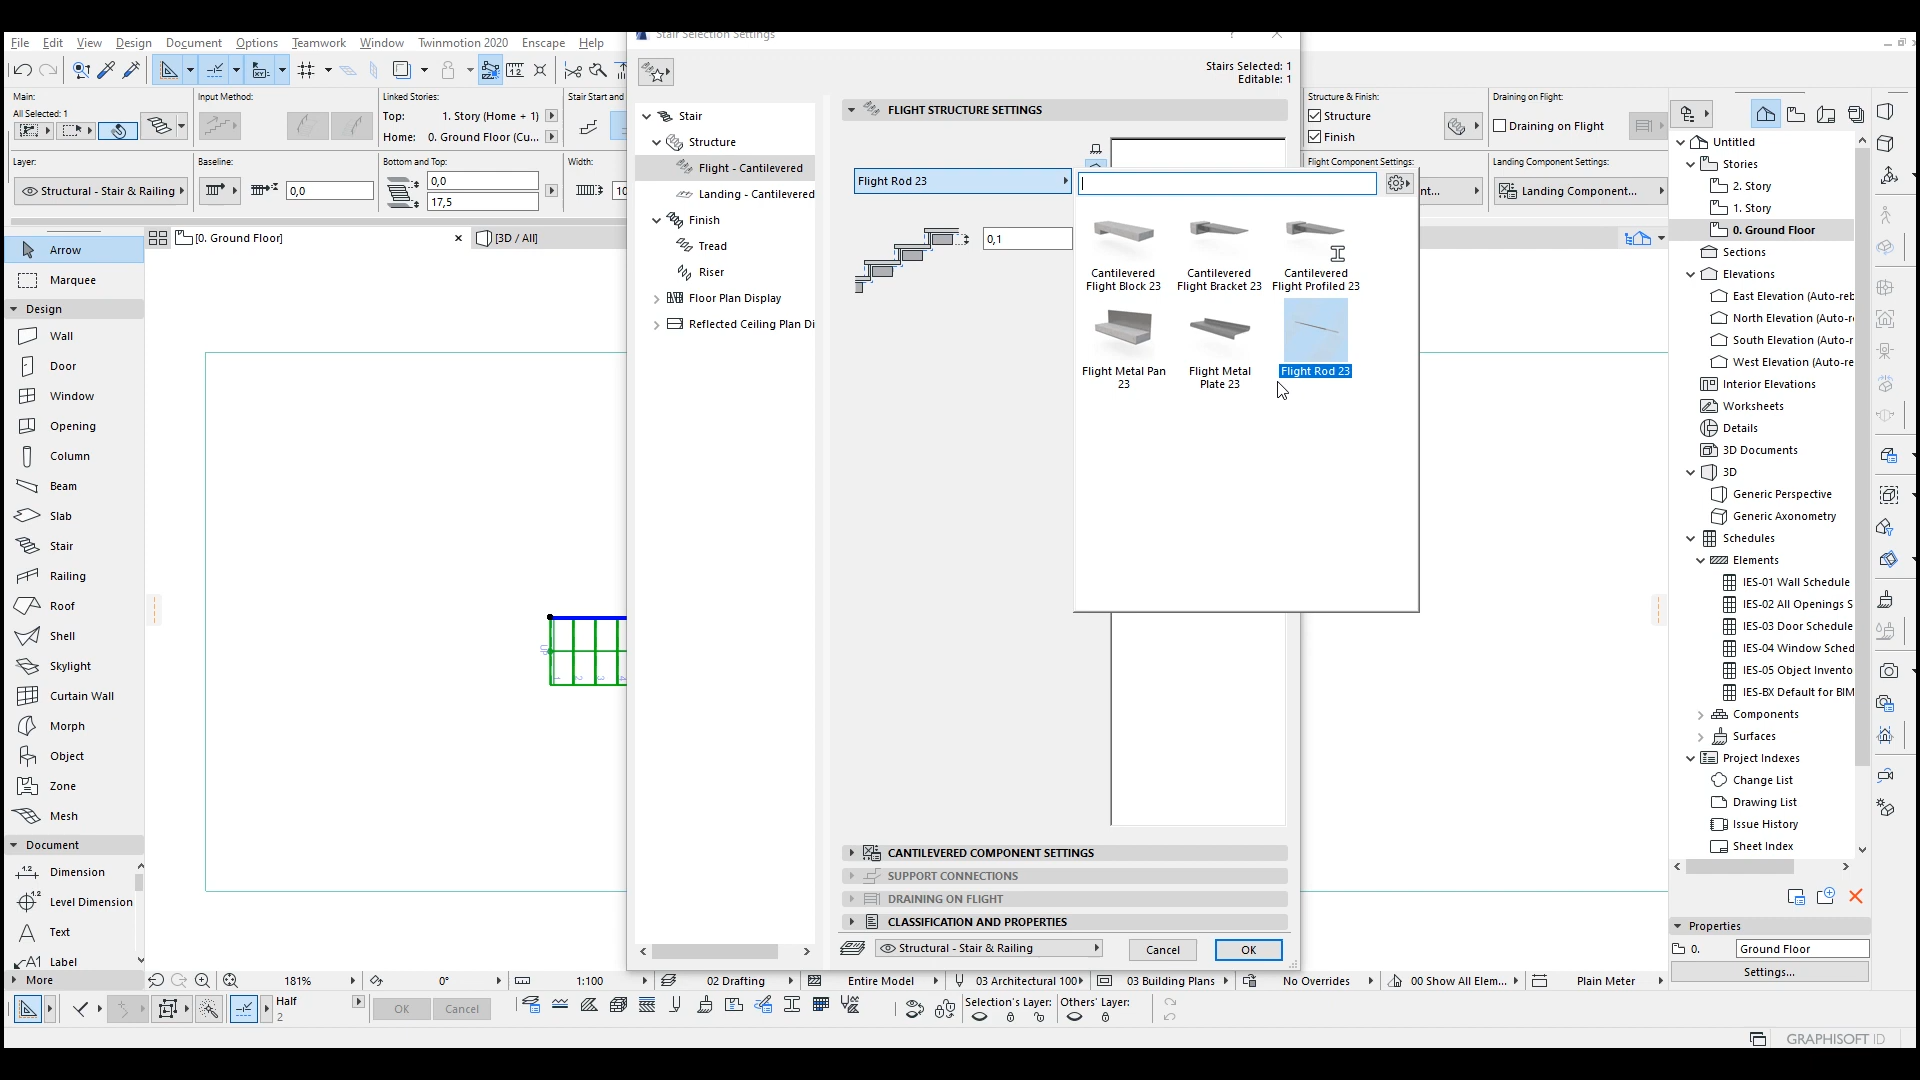 File Edit View Design Document Options Teamwork Window Twinmotion 2020 Enscape Help
Stair Selection Settings
Stairs Selected: 1
Editable: 1
Main:
All Selected: 1
Input Method:
Linked Stories:
Top: 1. Story (Home + 1)
Home: 0. Ground Floor (Cu...
Stair Start and
Structure & Finish:
Structure
Finish
Draining on Flight:
Draining on Flight
Layer:
Structural - Stair & Railing
Baseline:
0,0
Bottom and Top:
0,0
17,5
Width:
10
Flight Component Settings:
nt...
Landing Component Settings:
Landing Component...
[0. Ground Floor]
[3D / All]
Arrow
Marquee
Design
Wall
Door
Window
Opening
Column
Beam
Slab
Stair
Railing
Roof
Shell
Skylight
Curtain Wall
Morph
Object
Zone
Mesh
Document
Dimension
Level Dimension
Text
Label
More
1 2 3 4
Stair
Structure
Flight - Cantilevered
Landing - Cantilevered
Finish
Tread
Riser
Floor Plan Display
Reflected Ceiling Plan Di
FLIGHT STRUCTURE SETTINGS
Flight Rod 23
0,1
Cantilevered Flight Block 23
Cantilevered Flight Bracket 23
Cantilevered Flight Profiled 23
Flight Metal Pan 23
Flight Metal Plate 23
Flight Rod 23
CANTILEVERED COMPONENT SETTINGS
SUPPORT CONNECTIONS
DRAINING ON FLIGHT
CLASSIFICATION AND PROPERTIES
Structural - Stair & Railing
Cancel
OK
Untitled
Stories
2. Story
1. Story
0. Ground Floor
Sections
Elevations
East Elevation (Auto-reb
North Elevation (Auto-r
South Elevation (Auto-r
West Elevation (Auto-re
Interior Elevations
Worksheets
Details
3D Documents
3D
Generic Perspective
Generic Axonometry
Schedules
Elements
IES-01 Wall Schedule
IES-02 All Openings S
IES-03 Door Schedule
IES-04 Window Sched
IES-05 Object Invento
IES-BX Default for BIM
Components
Surfaces
Project Indexes
Change List
Drawing List
Issue History
Sheet Index
Properties
0. Ground Floor
Settings...
181% 0° 1:100 02 Drafting Entire Model 03 Architectural 100 03 Building Plans No Overrides 00 Show All Elem... Plain Meter
Half
2
OK Cancel
Selection's Layer: Others' Layer:
GRAPHISOFT ID